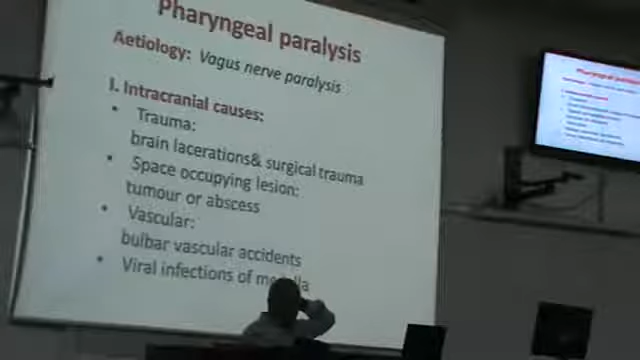 Pharyngeal paralysis
Aetiology: Vagus nerve paralysis
I. Intracranial causes:
• Trauma:
brain lacerations& surgical trauma
• Space occupying lesion:
tumour or abscess
• Vascular:
bulbar vascular accidents
• Viral infections of